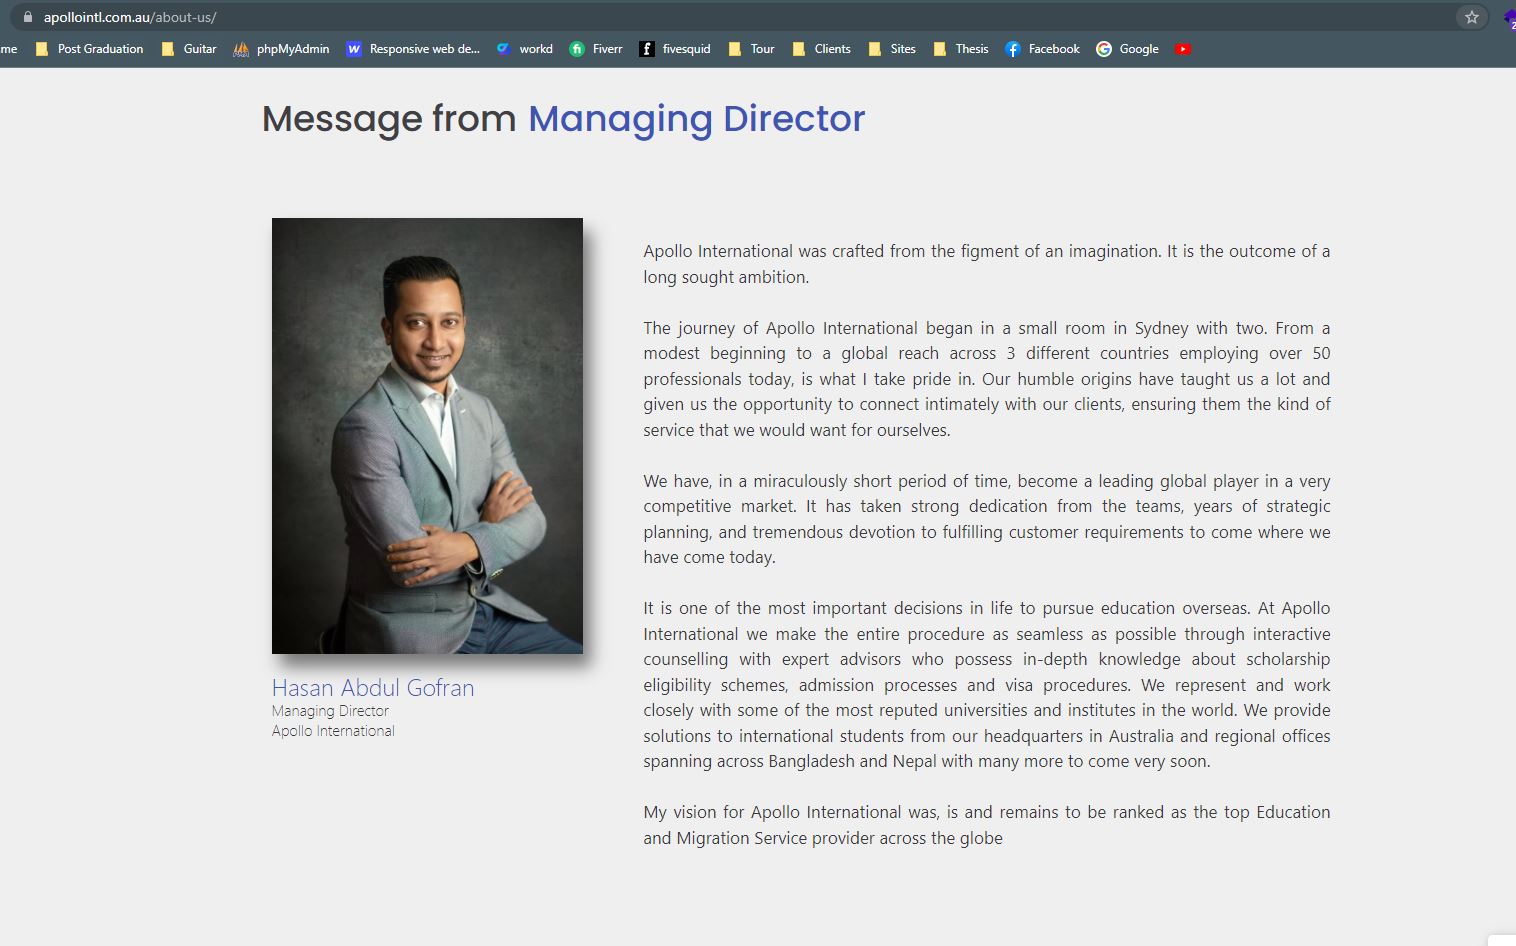 apollointl.com.au/about-us/
me Post Graduation Guitar phpMyAdmin Responsive web de... workd Fiverr fivesquid Tour Clients Sites Thesis Facebook Google
Message from Managing Director
Apollo International was crafted from the figment of an imagination. It is the outcome of a
long sought ambition.
The journey of Apollo International began in a small room in Sydney with two. From a
modest beginning to a global reach across 3 different countries employing over 50
professionals today, is what I take pride in. Our humble origins have taught us a lot and
given us the opportunity to connect intimately with our clients, ensuring them the kind of
service that we would want for ourselves.
We have, in a miraculously short period of time, become a leading global player in a very
competitive market. It has taken strong dedication from the teams, years of strategic
planning, and tremendous devotion to fulfilling customer requirements to come where we
have come today.
It is one of the most important decisions in life to pursue education overseas. At Apollo
International we make the entire procedure as seamless as possible through interactive
counselling with expert advisors who possess in-depth knowledge about scholarship
eligibility schemes, admission processes and visa procedures. We represent and work
closely with some of the most reputed universities and institutes in the world. We provide
solutions to international students from our headquarters in Australia and regional offices
spanning across Bangladesh and Nepal with many more to come very soon.
My vision for Apollo International was, is and remains to be ranked as the top Education
and Migration Service provider across the globe
Hasan Abdul Gofran
Managing Director
Apollo International